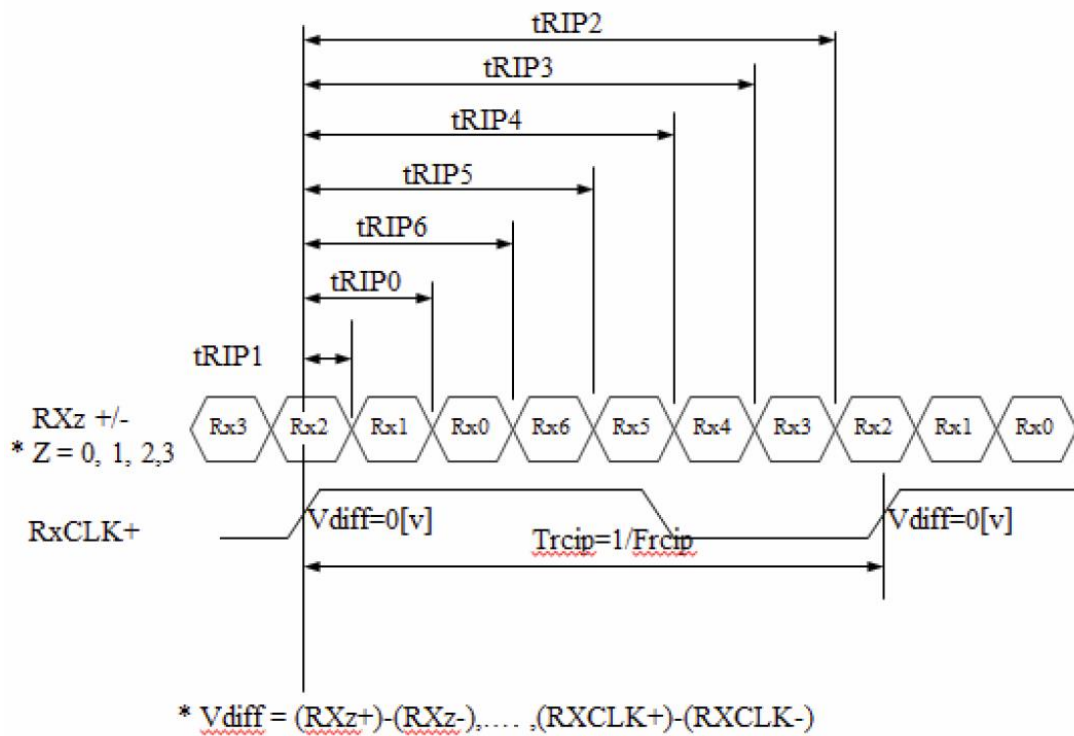 tRIP2
tRIP3
tRIP4
tRIP5
tRIP6
tRIP0
tRIP1
RXz +/-
* Z = 0, 1, 2,3
Rx3 Rx2 Rx1 Rx0 Rx6 Rx5 Rx4 Rx3 Rx2 Rx1 Rx0
RxCLK+
Vdiff=0[v] Vdiff=0[v]
Trcip=1/Frcip
* Vdiff = (RXz+)-(RXz-),.... ,(RXCLK+)-(RXCLK-)